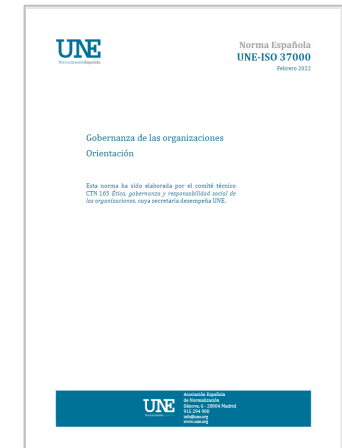 UNE
Normalización Española
Norma Española
UNE-ISO 37000
Febrero 2022
Gobernanza de las organizaciones
Orientación
Esta norma ha sido elaborada por el comité técnico
CTN 165 Ética, gobernanza y responsabilidad social de
las organizaciones, cuya secretaría desempeña UNE.
UNE
Asociación Española
de Normalización
Génova, 6 - 28004 Madrid
915 294 900
info@une.org
www.une.org